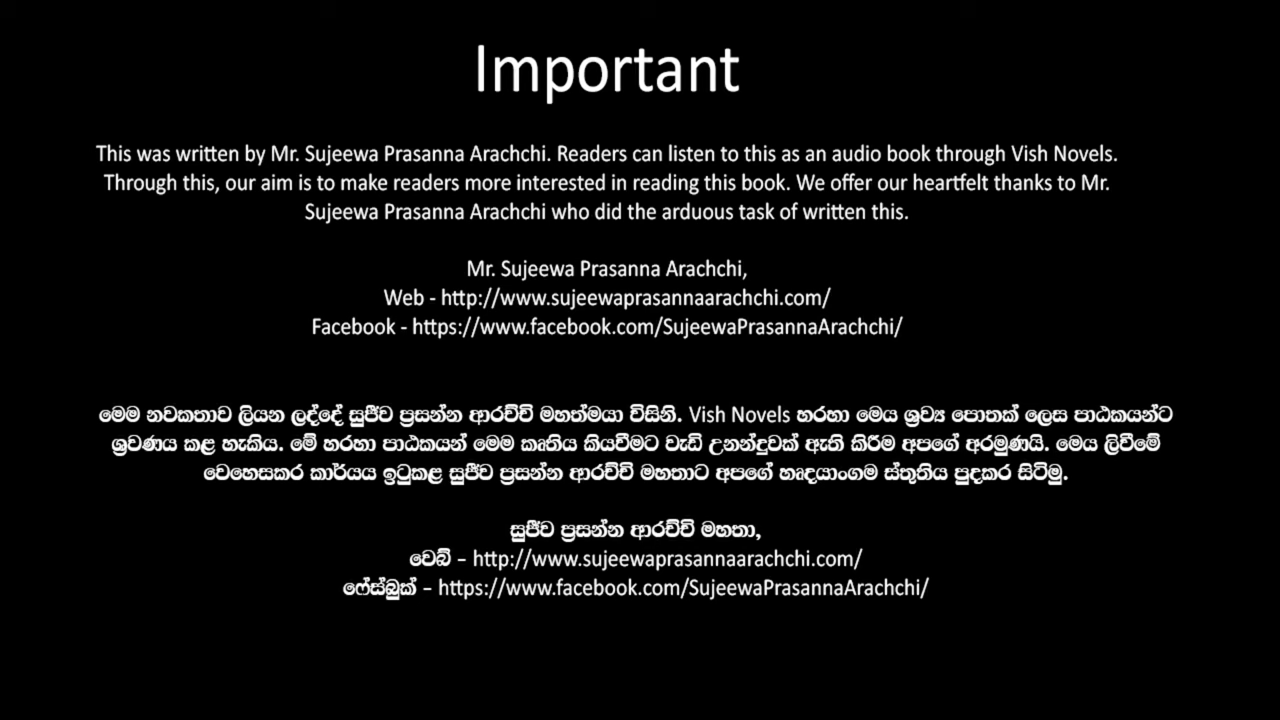 Important
This was written by Mr. Sujeewa Prasanna Arachchi. Readers can listen to this as an audio book through Vish Novels.
Through this, our aim is to make readers more interested in reading this book. We offer our heartfelt thanks to Mr.
Sujeewa Prasanna Arachchi who did the arduous task of written this.
Mr. Sujeewa Prasanna Arachchi,
Web - http://www.sujeewaprasannaarachchi.com/
Facebook - https://www.facebook.com/SujeewaPrasannaArachchi/
මෙම නවකතාව ලියන ලද්දේ සුජීව ප්‍රසන්න ආරච්චි මහත්මයා විසිනි. Vish Novels හරහා මෙය ශ්‍රව්‍ය පොතක් ලෙස පාඨකයන්ට
ශ්‍රවණය කළ හැකිය. මේ හරහා පාඨකයන් මෙම කෘතිය කියවීමට වැඩි උනන්දුවක් ඇති කිරීම අපගේ අරමුණයි. මෙය ලිවීමේ
වෙහෙසකර කාර්යය ඉටුකළ සුජීව ප්‍රසන්න ආරච්චි මහතාට අපගේ හෘදයාංගම ස්තුතිය පුදකර සිටිමු.
සුජීව ප්‍රසන්න ආරච්චි මහතා,
වෙබ් – http://www.sujeewaprasannaarachchi.com/
ෆේස්බුක් – https://www.facebook.com/SujeewaPrasannaArachchi/